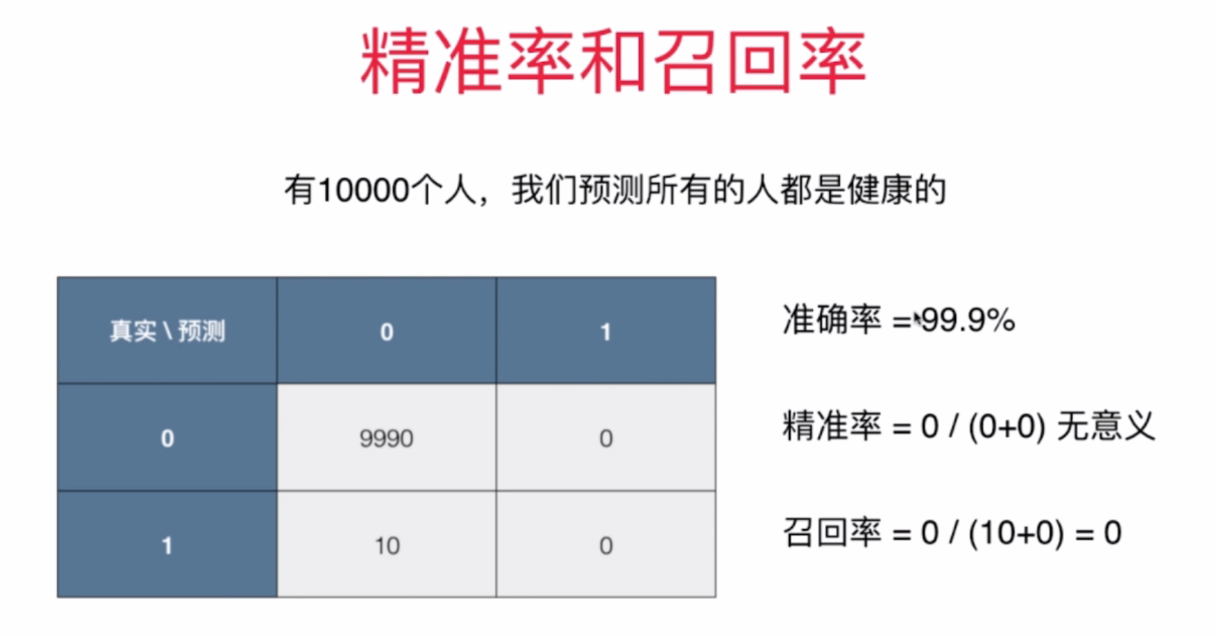 精准率和召回率
有10000个人，我们预测所有的人都是健康的
真实 \ 预测 0 1
0 9990 0
1 10 0
准确率 = 99.9%
精准率 = 0 / (0+0) 无意义
召回率 = 0 / (10+0) = 0